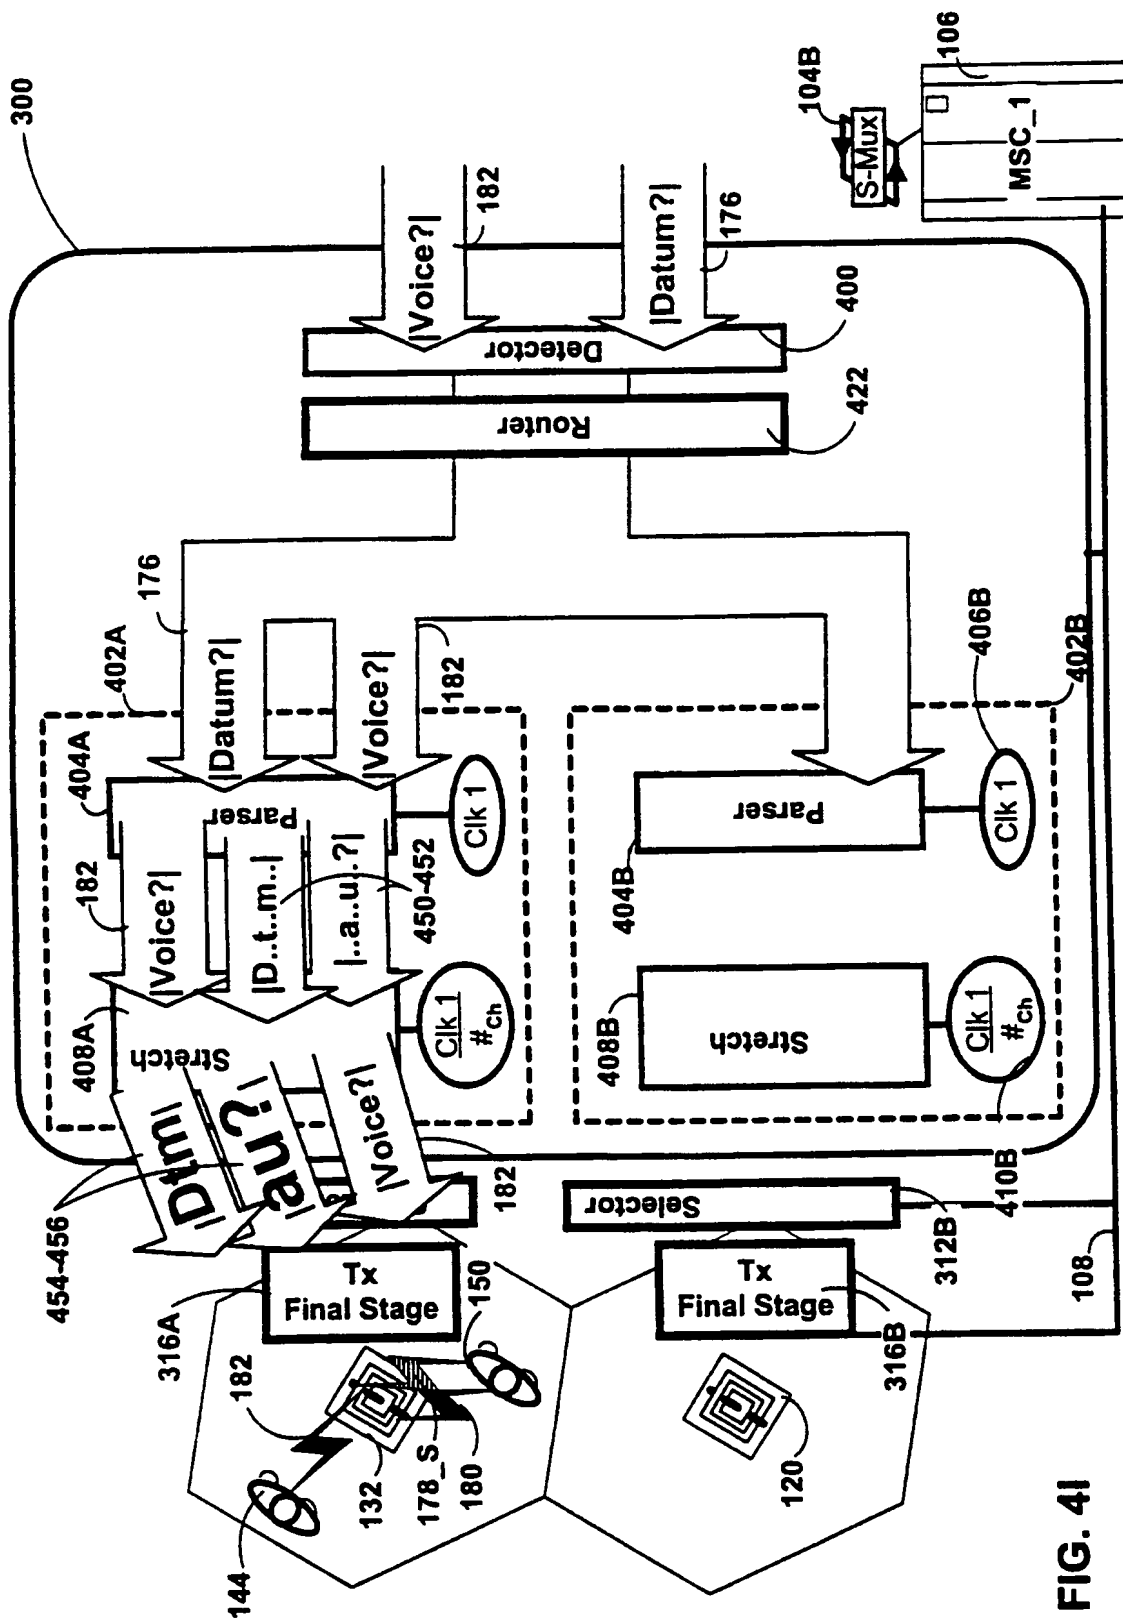 300
104B
S-Mux
106
MSC_1
|Voice?|
182
|Datum?|
176
Detector
400
Router
422
176
402A
|Datum?|
|Voice?|
182
404A
Parser
Clk 1
406B
402B
Parser
404B
Clk 1
182
|Voice?|
|D..t..m..|
|..a..u..?|
450-452
408A
Stretch
Clk 1
#Ch
408B
Stretch
Clk 1
#Ch
410B
|Dtm|
|au?|
|Voice?|
182
454-456
Selector
312B
108
316A
Tx
Final Stage
150
Tx
Final Stage
316B
182
144
132
178_S
180
120
FIG. 4I